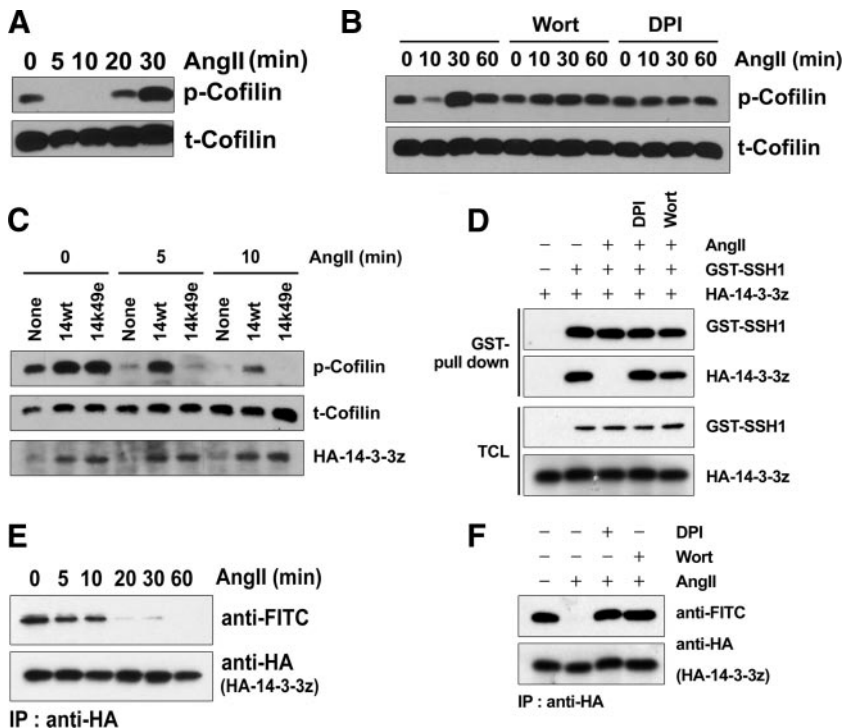 A
0 5 10 20 30 AngII (min)
p-Cofilin
t-Cofilin
B
Wort DPI
0 10 30 60 0 10 30 60 0 10 30 60 AngII (min)
p-Cofilin
t-Cofilin
C
0 5 10 AngII (min)
None 14wt 14k49e None 14wt 14k49e None 14wt 14k49e
p-Cofilin
t-Cofilin
HA-14-3-3z
D
DPI Wort
− − + + + AngII
− + + + + GST-SSH1
+ + + + + HA-14-3-3z
GST-
pull down
GST-SSH1
HA-14-3-3z
TCL
GST-SSH1
HA-14-3-3z
E
0 5 10 20 30 60 AngII (min)
anti-FITC
anti-HA
(HA-14-3-3z)
IP : anti-HA
F
− − + − DPI
− − − + Wort
− + + + AngII
anti-FITC
anti-HA
(HA-14-3-3z)
IP : anti-HA